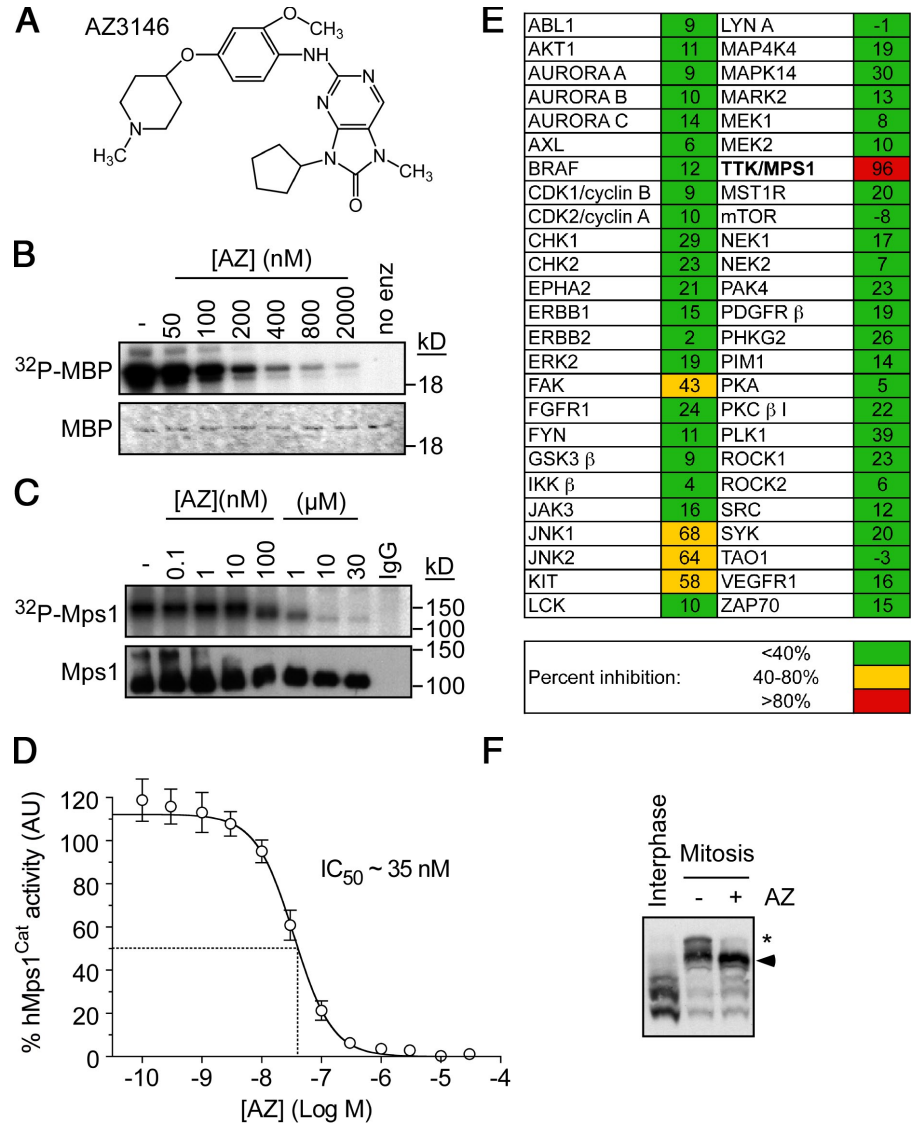 A
AZ3146
O
CH3
O
NH
N
N
N
H3C
N
N
CH3
O
B
[AZ] (nM)
- 50 100 200 400 800 2000 no enz
kD
32P-MBP
18
MBP
18
C
[AZ](nM) (μM)
- 0.1 1 10 100 1 10 30 IgG
kD
32P-Mps1
150
100
Mps1
150
100
D
% hMps1Cat activity (AU)
120
100
80
60
40
20
0
IC50 ~ 35 nM
-10 -9 -8 -7 -6 -5 -4
[AZ] (Log M)
E
ABL1 9 LYN A -1
AKT1 11 MAP4K4 19
AURORA A 9 MAPK14 30
AURORA B 10 MARK2 13
AURORA C 14 MEK1 8
AXL 6 MEK2 10
BRAF 12 TTK/MPS1 96
CDK1/cyclin B 9 MST1R 20
CDK2/cyclin A 10 mTOR -8
CHK1 29 NEK1 17
CHK2 23 NEK2 7
EPHA2 21 PAK4 23
ERBB1 15 PDGFR β 19
ERBB2 2 PHKG2 26
ERK2 19 PIM1 14
FAK 43 PKA 5
FGFR1 24 PKC β I 22
FYN 11 PLK1 39
GSK3 β 9 ROCK1 23
IKK β 4 ROCK2 6
JAK3 16 SRC 12
JNK1 68 SYK 20
JNK2 64 TAO1 -3
KIT 58 VEGFR1 16
LCK 10 ZAP70 15
<40%
Percent inhibition: 40-80%
>80%
F
Interphase
Mitosis
- + AZ
*